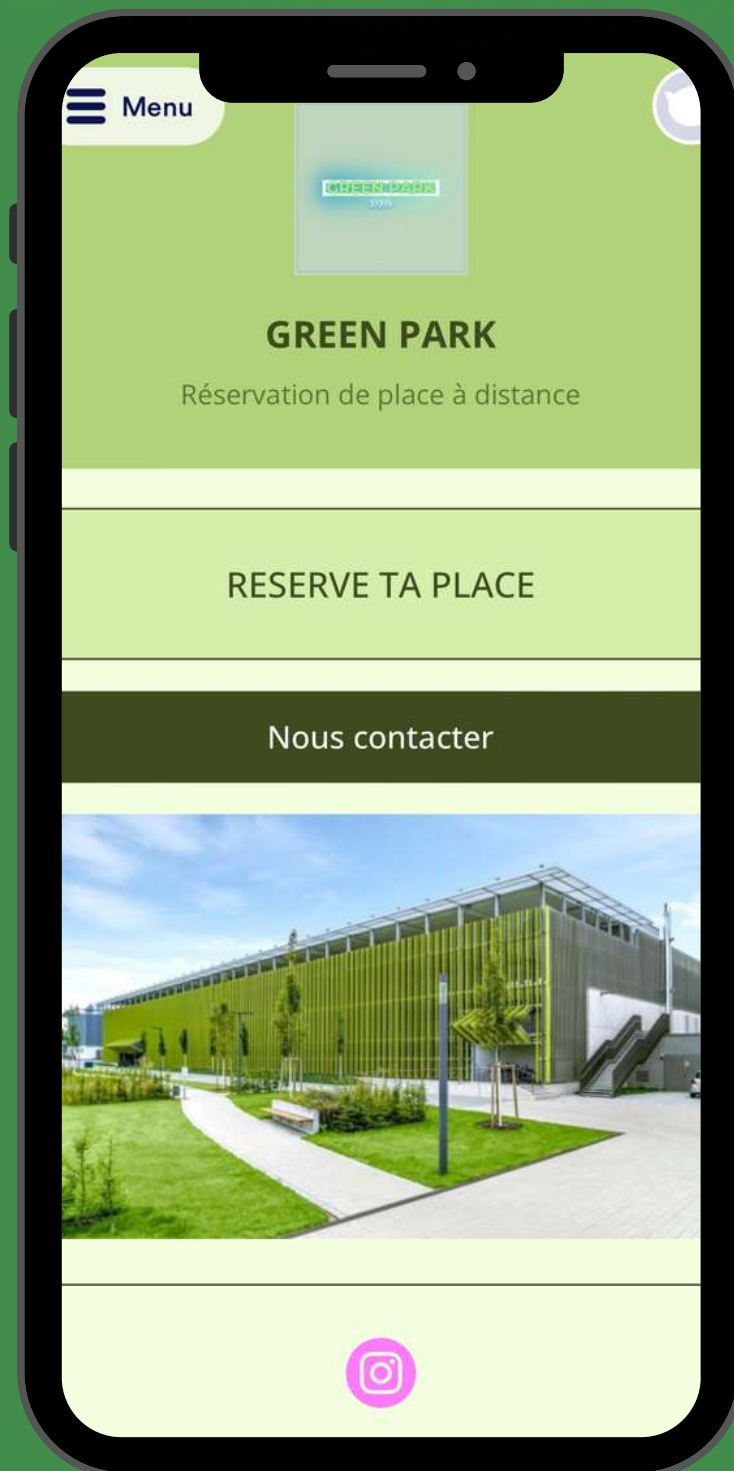 Menu
GREEN PARK
GREEN PARK
Réservation de place à distance
RESERVE TA PLACE
Nous contacter